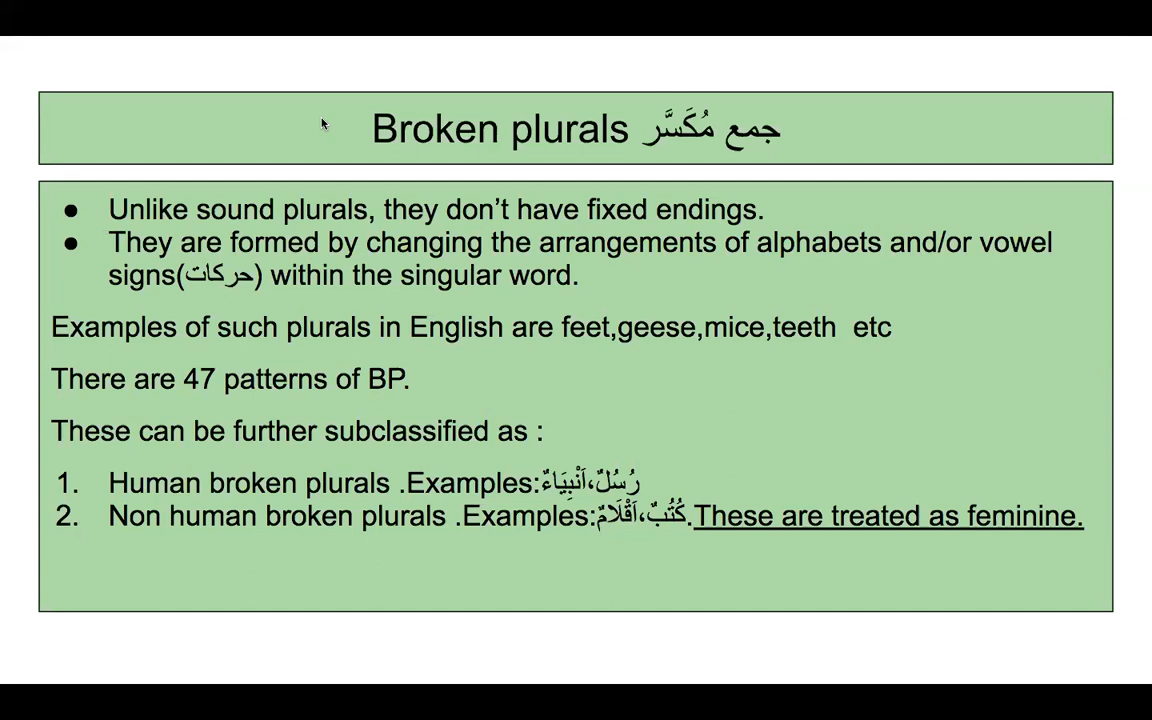 Broken plurals جمع مُكَسَّر
● Unlike sound plurals, they don’t have fixed endings.
● They are formed by changing the arrangements of alphabets and/or vowel
signs(حركات) within the singular word.
Examples of such plurals in English are feet,geese,mice,teeth etc
There are 47 patterns of BP.
These can be further subclassified as :
1. Human broken plurals .Examples:رُسُلٌ،اَنْبِيَاءٌ
2. Non human broken plurals .Examples:كُتُبٌ،اَقْلَامٌ.These are treated as feminine.